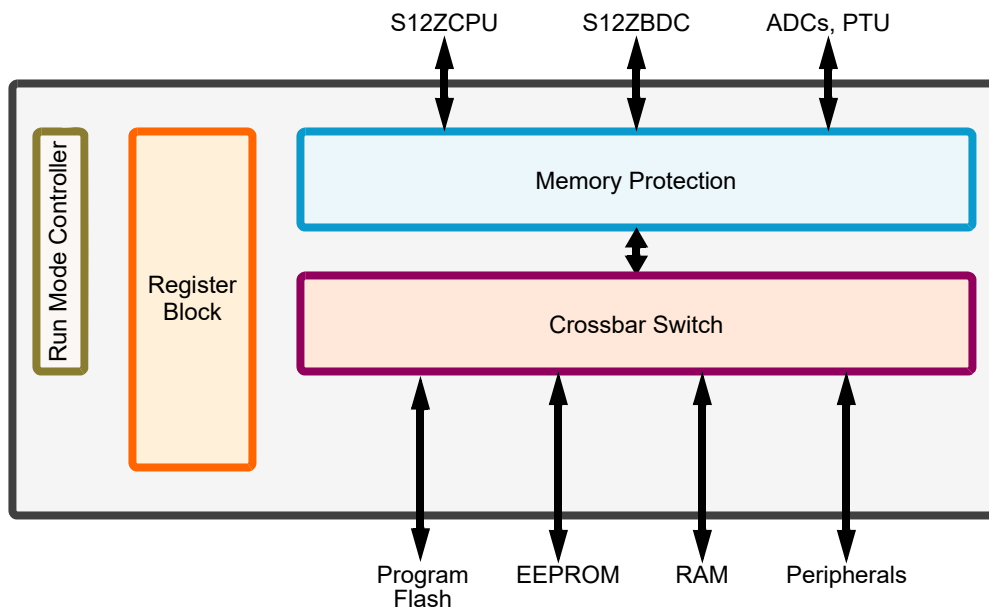 S12ZCPU
S12ZBDC
ADCs, PTU
Run Mode Controller
Register
Block
Memory Protection
Crossbar Switch
Program
Flash
EEPROM
RAM
Peripherals